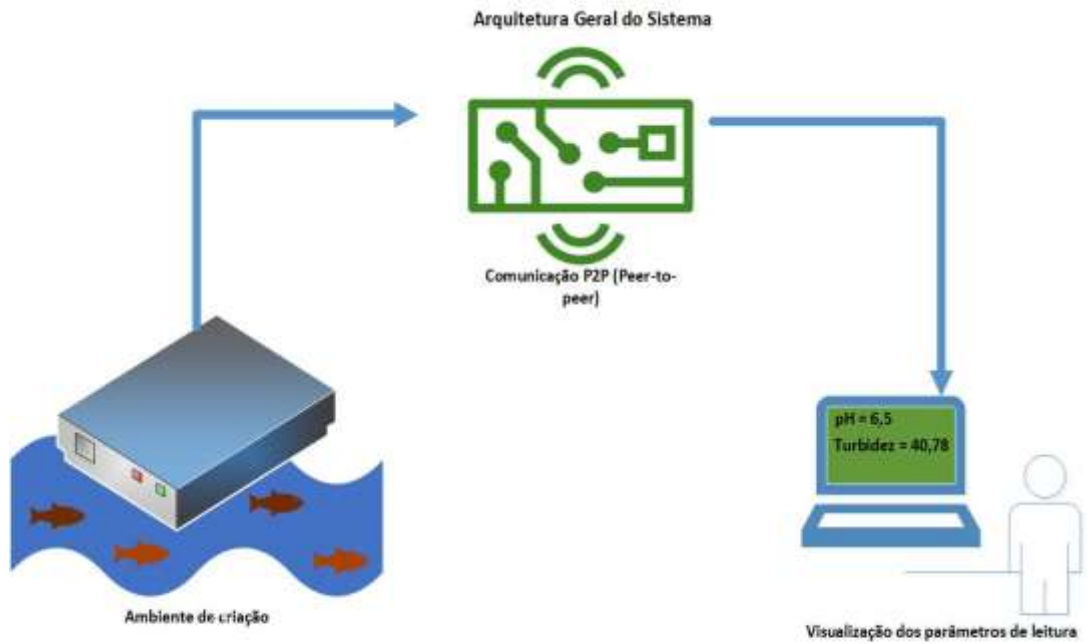 Arquitetura Geral do Sistema
Comunicação P2P (Peer-to-
peer)
pH = 6,5
Turbidez = 40,78
Ambiente de criação
Visualização dos parâmetros de leitura